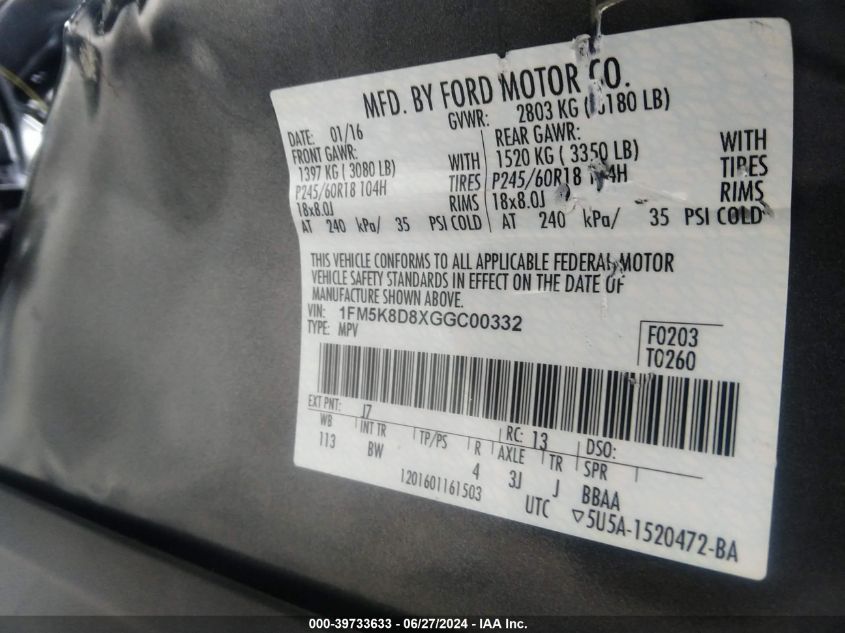 MFD. BY FORD MOTOR CO.
DATE: 01/16 GVWR: 2803 KG ( 6180 LB)
FRONT GAWR: REAR GAWR:
1397 KG ( 3080 LB) WITH 1520 KG ( 3350 LB) WITH
P245/60R18 104H TIRES P245/60R18 104H TIRES
18x8.0J RIMS 18x8.0J RIMS
AT 240 kPa/ 35 PSI COLD AT 240 kPa/ 35 PSI COLD
THIS VEHICLE CONFORMS TO ALL APPLICABLE FEDERAL MOTOR
VEHICLE SAFETY STANDARDS IN EFFECT ON THE DATE OF
MANUFACTURE SHOWN ABOVE.
VIN: 1FM5K8D8XGGC00332
TYPE: MPV
F0203
T0260
EXT PNT: J7 RC: 13 DSO:
WB INT TR TP/PS R AXLE TR SPR
113 BW 4 3J J BBAA
1201601161503 UTC ▽5U5A-1520472-BA
000-39733633 / 06/27/2024 - IAAI.com.